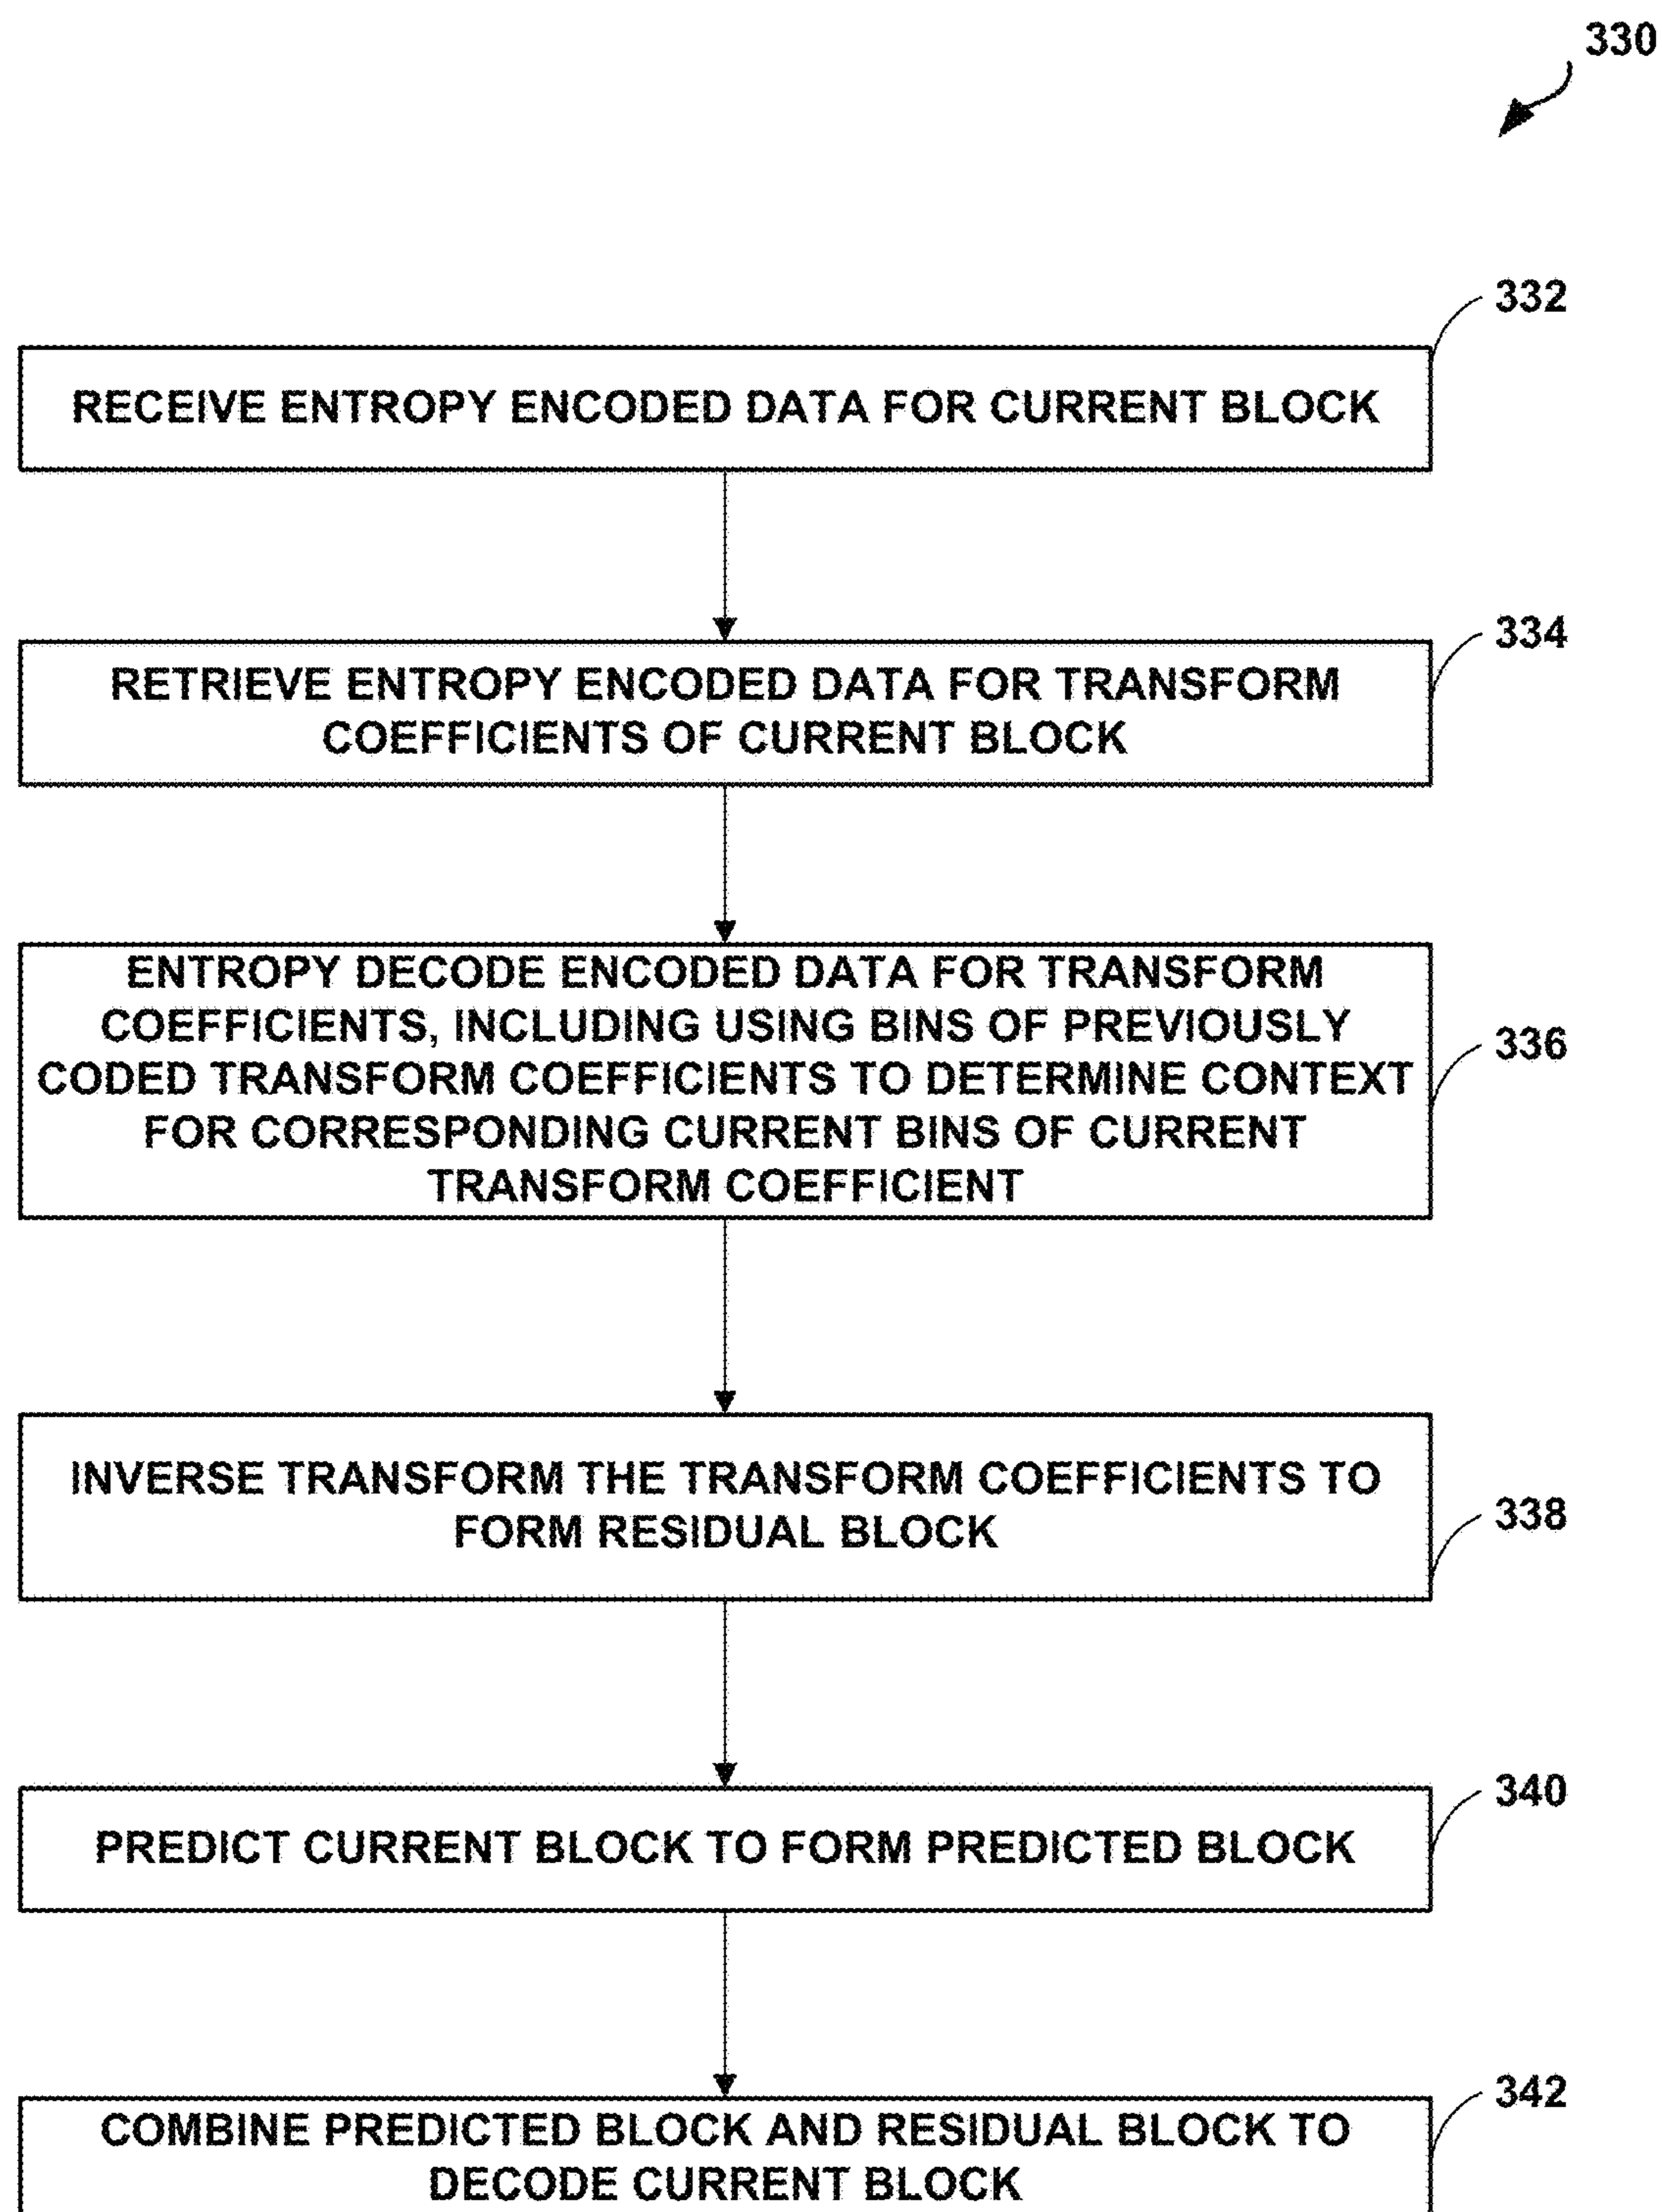 330
332
RECEIVE ENTROPY ENCODED DATA FOR CURRENT BLOCK
334
RETRIEVE ENTROPY ENCODED DATA FOR TRANSFORM
COEFFICIENTS OF CURRENT BLOCK
ENTROPY DECODE ENCODED DATA FOR TRANSFORM
COEFFICIENTS, INCLUDING USING BINS OF PREVIOUSLY
CODED TRANSFORM COEFFICIENTS TO DETERMINE CONTEXT
FOR CORRESPONDING CURRENT BINS OF CURRENT
TRANSFORM COEFFICIENT
336
INVERSE TRANSFORM THE TRANSFORM COEFFICIENTS TO
FORM RESIDUAL BLOCK
338
340
PREDICT CURRENT BLOCK TO FORM PREDICTED BLOCK
342
COMBINE PREDICTED BLOCK AND RESIDUAL BLOCK TO
DECODE CURRENT BLOCK